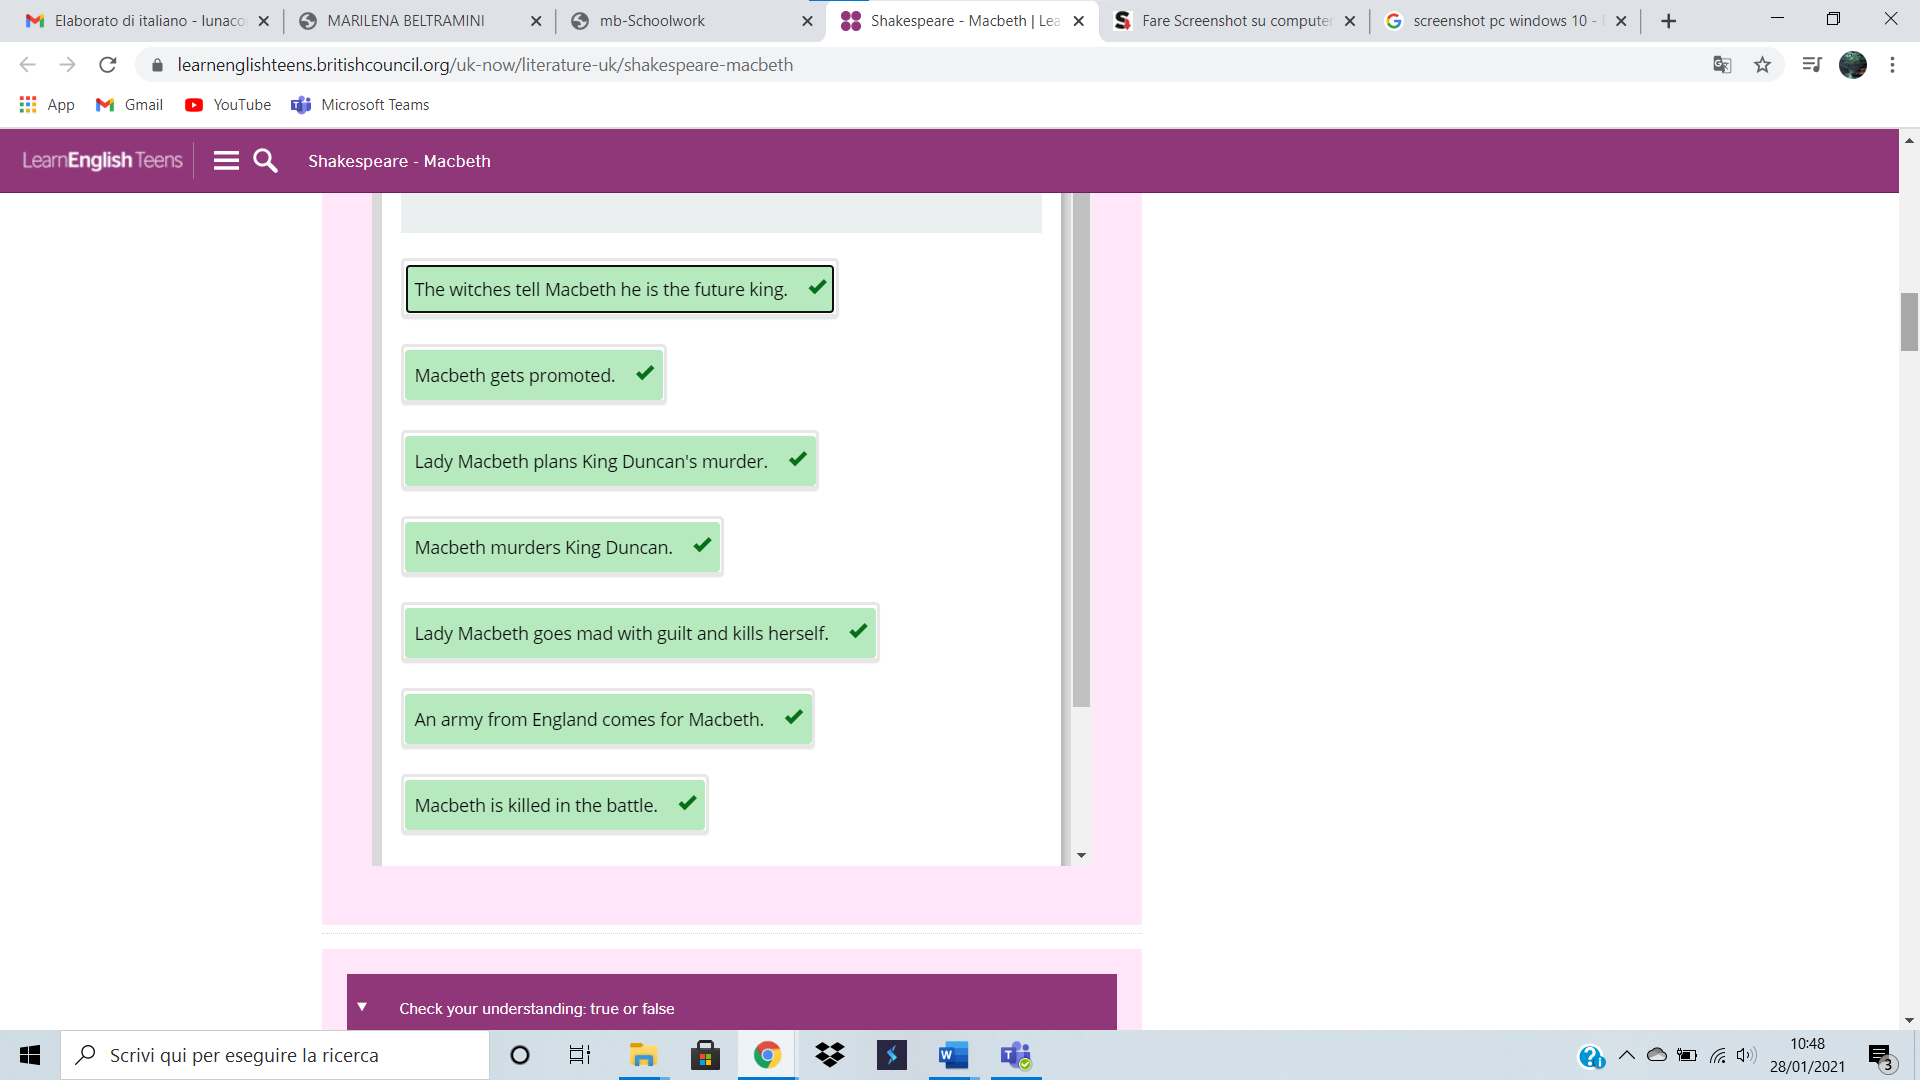 Elaborato di italiano - lunaco
MARILENA BELTRAMINI
mb-Schoolwork
Shakespeare - Macbeth | Lea
Fare Screenshot su computer
screenshot pc windows 10 -
learnenglishteens.britishcouncil.org/uk-now/literature-uk/shakespeare-macbeth
App
Gmail
YouTube
Microsoft Teams
LearnEnglish Teens
Shakespeare - Macbeth
The witches tell Macbeth he is the future king.
Macbeth gets promoted.
Lady Macbeth plans King Duncan's murder.
Macbeth murders King Duncan.
Lady Macbeth goes mad with guilt and kills herself.
An army from England comes for Macbeth.
Macbeth is killed in the battle.
Check your understanding: true or false
Scrivi qui per eseguire la ricerca
10:48
28/01/2021
3